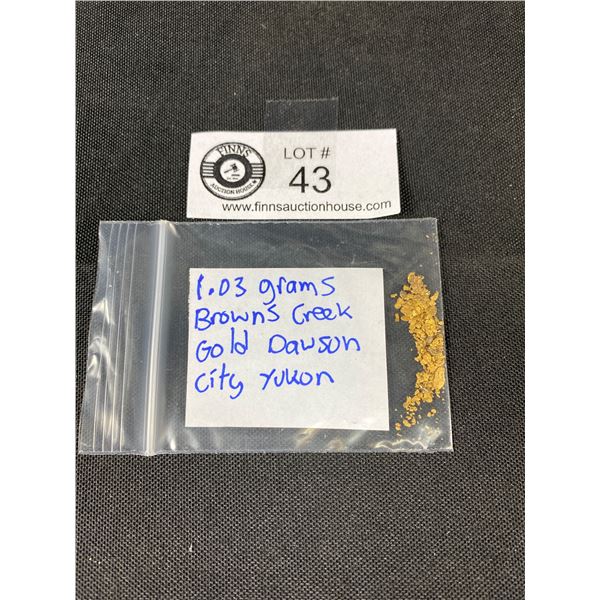 FINNS
AUCTION HOUSE
LOT #
43
www.finnsauctionhouse.com
1.03 grams
Browns Creek
Gold Dawson
City Yukon